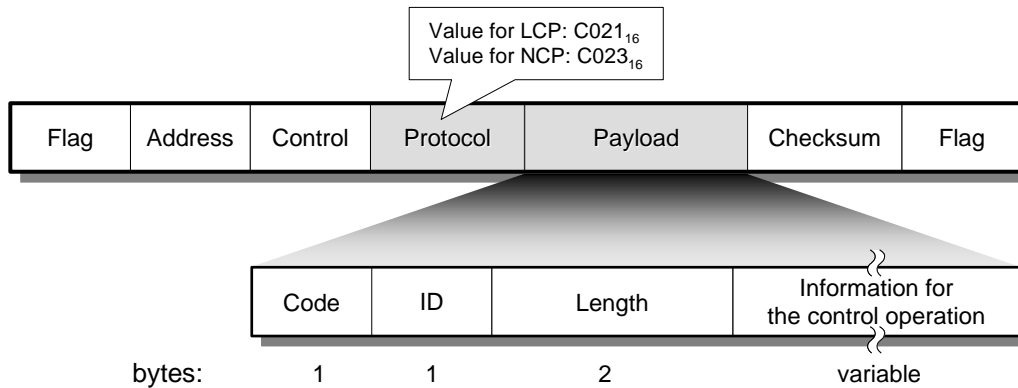 Value for LCP: C021₁₆
Value for NCP: C023₁₆
Flag Address Control Protocol Payload Checksum Flag
Code ID Length Information for
the control operation
bytes: 1 1 2 variable